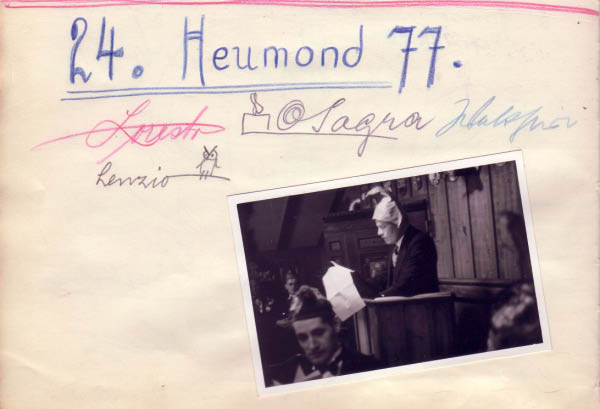 24. Heumond 77.
Sagra
Lenzio